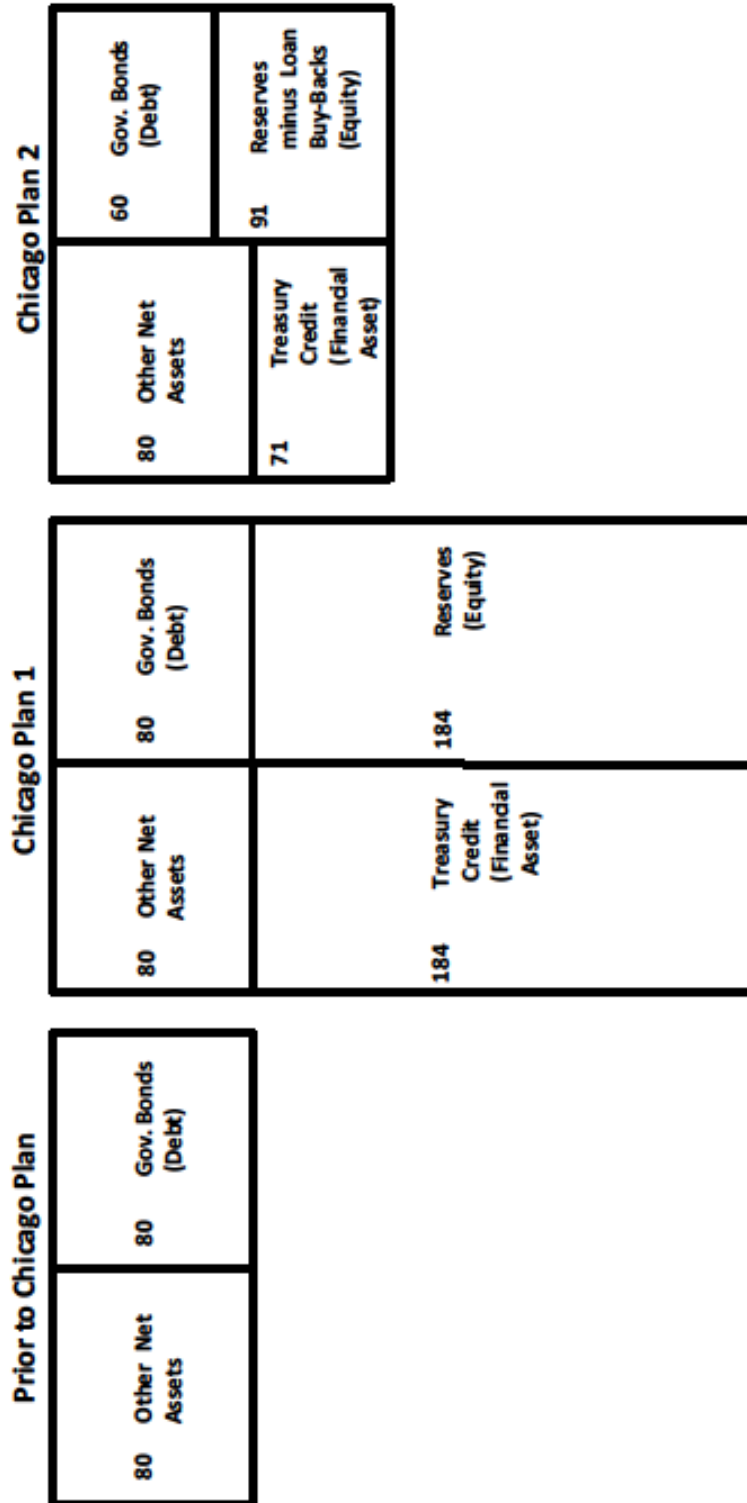 Prior to Chicago Plan
80 Other Net
Assets
80 Gov. Bonds
(Debt)
Chicago Plan 1
80 Other Net
Assets
80 Gov. Bonds
(Debt)
184 Treasury
Credit
(Financial
Asset)
184 Reserves
(Equity)
Chicago Plan 2
80 Other Net
Assets
60 Gov. Bonds
(Debt)
71 Treasury
Credit
(Financial
Asset)
91 Reserves
minus Loan
Buy-Backs
(Equity)